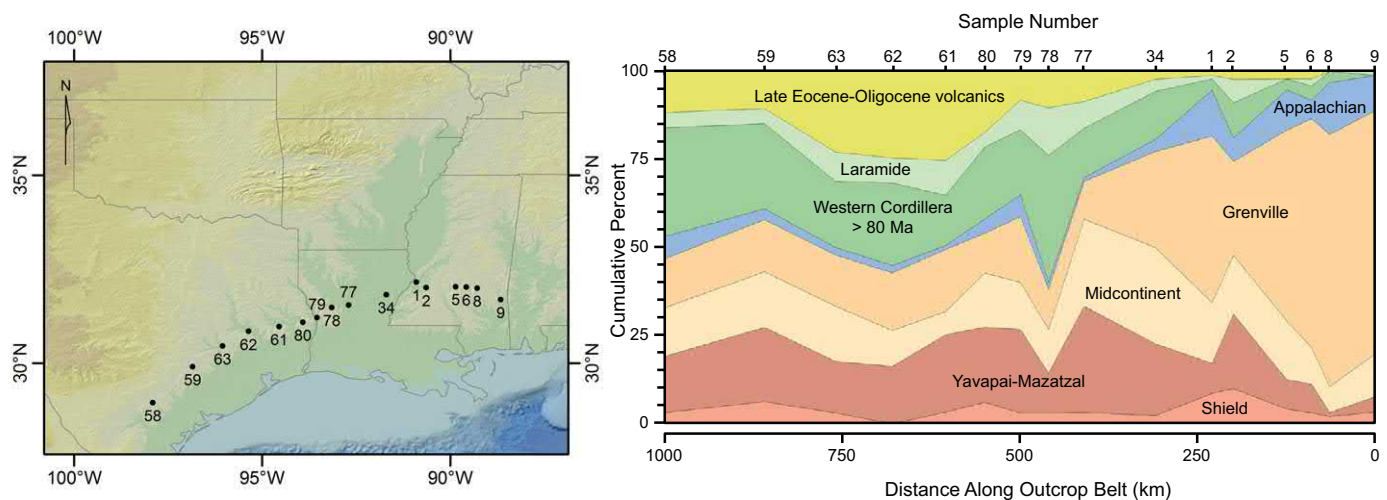 100°W 95°W 90°W
N
35°N 35°N
30°N 30°N
58
59
63
62
61
80
79
78
77
34
1
2
5
6
8
9
100°W 95°W 90°W
Sample Number
58 59 63 62 61 80 79 78 77 34 1 2 5 6 8 9
Cumulative Percent
100
75
50
25
0
Late Eocene-Oligocene volcanics
Appalachian
Laramide
Western Cordillera
> 80 Ma
Grenville
Midcontinent
Yavapai-Mazatzal
Shield
1000 750 500 250 0
Distance Along Outcrop Belt (km)